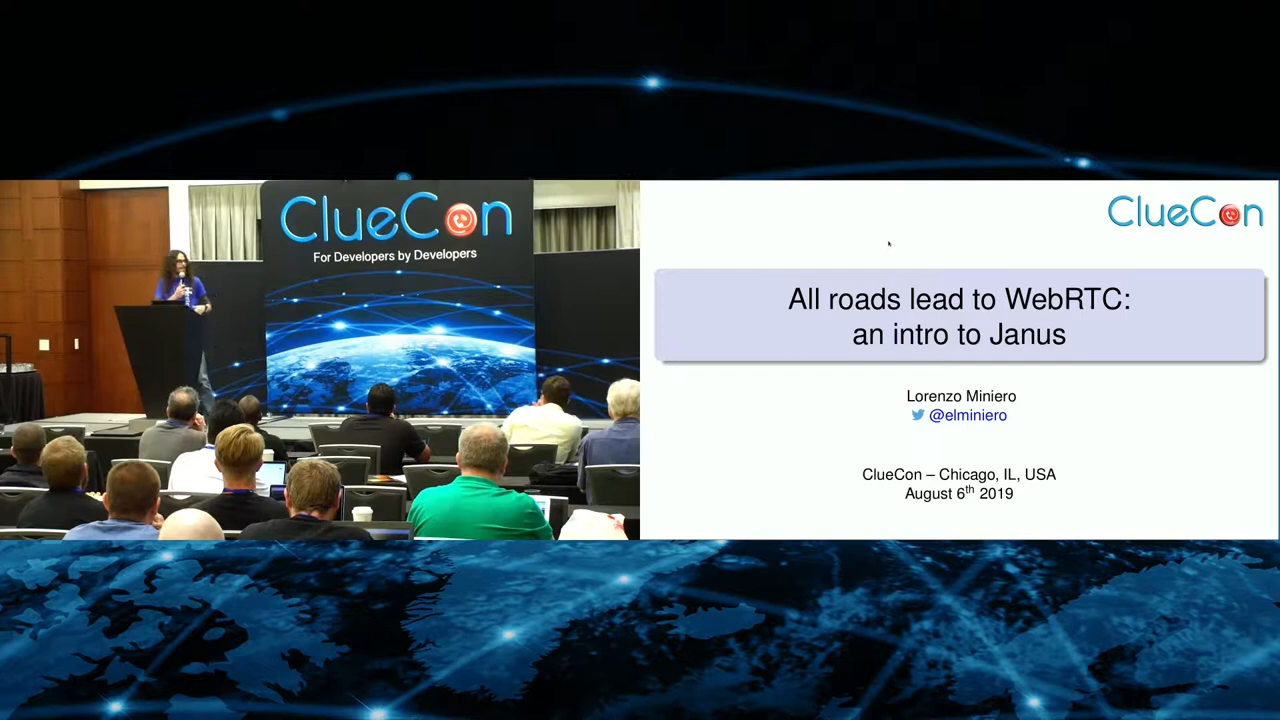 ClueCon
For Developers by Developers
ClueCon
All roads lead to WebRTC:
an intro to Janus
Lorenzo Miniero
@elminiero
ClueCon – Chicago, IL, USA
August 6th 2019